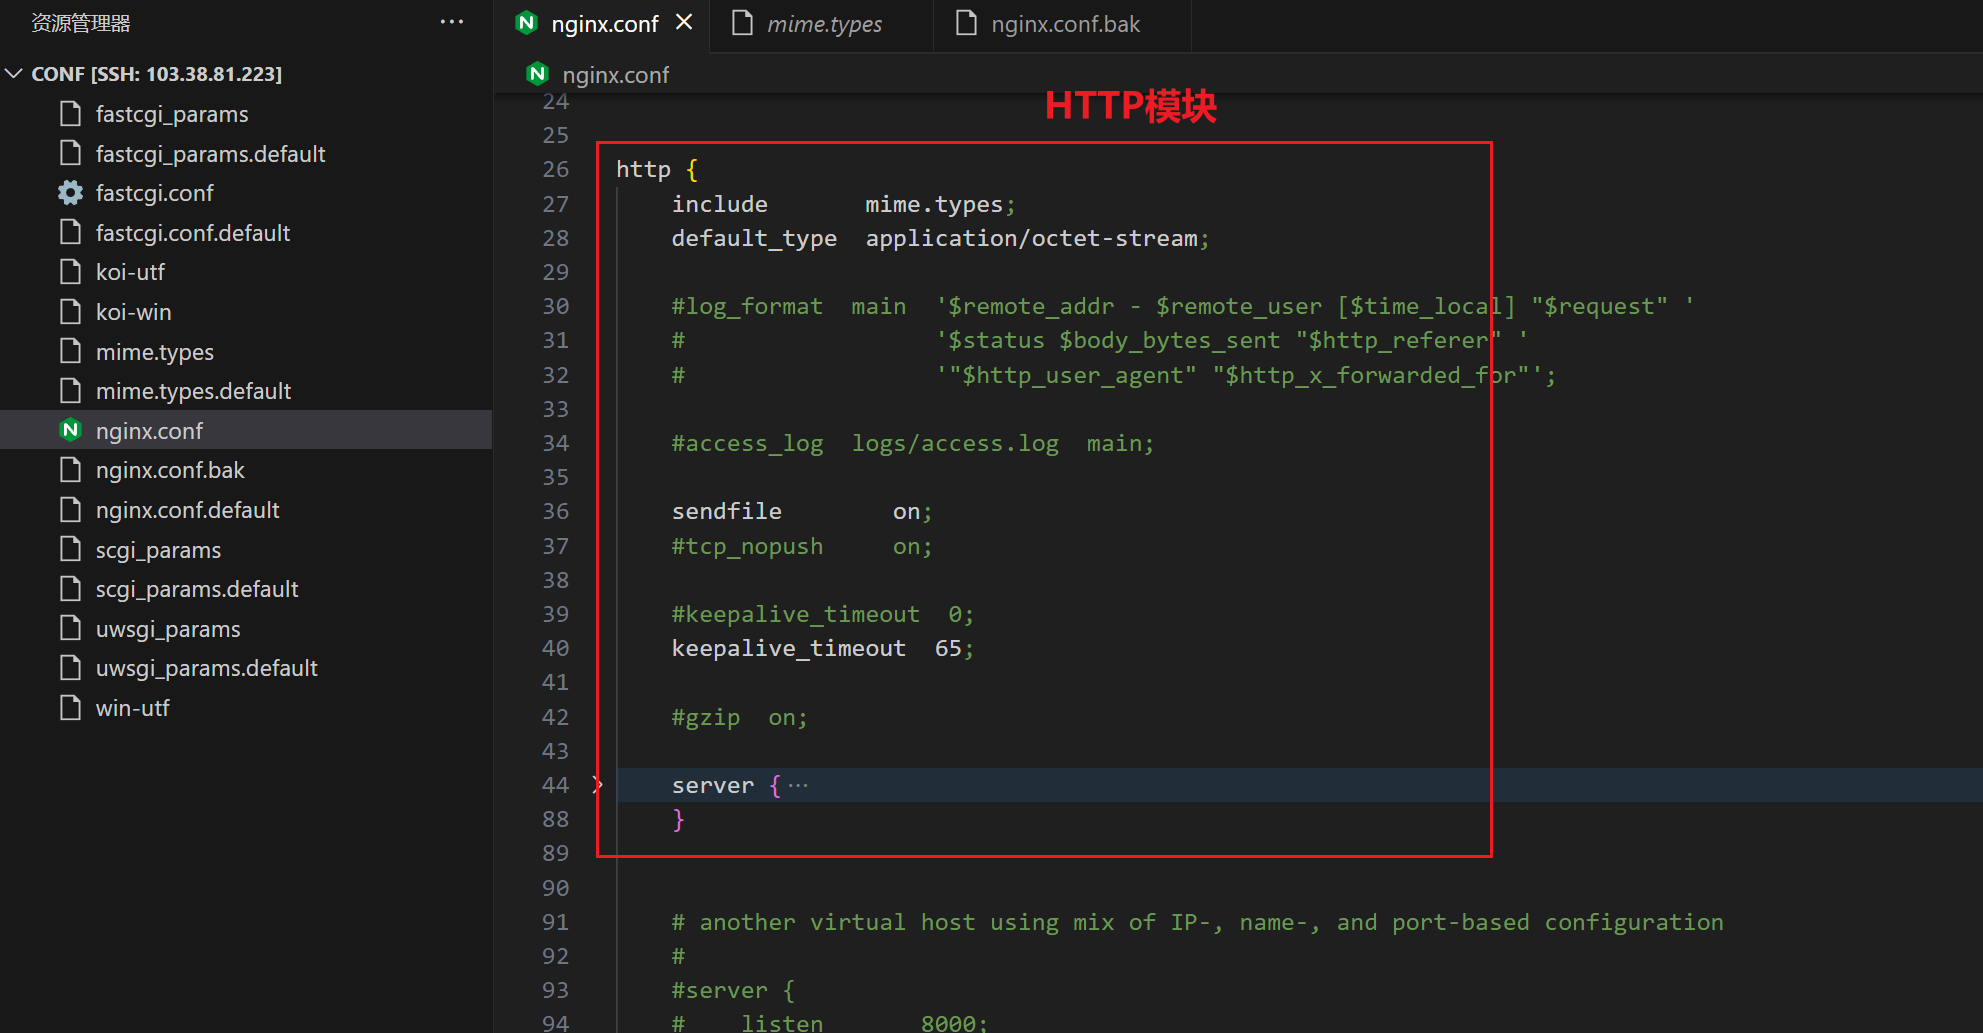 资源管理器 ···
CONF [SSH: 103.38.81.223]
fastcgi_params
fastcgi_params.default
fastcgi.conf
fastcgi.conf.default
koi-utf
koi-win
mime.types
mime.types.default
nginx.conf
nginx.conf.bak
nginx.conf.default
scgi_params
scgi_params.default
uwsgi_params
uwsgi_params.default
win-utf
nginx.conf × mime.types nginx.conf.bak
nginx.conf
HTTP模块
24
25
26 http {
27     include       mime.types;
28     default_type  application/octet-stream;
29
30     #log_format  main  '$remote_addr - $remote_user [$time_local] "$request" '
31     #                  '$status $body_bytes_sent "$http_referer" '
32     #                  '"$http_user_agent" "$http_x_forwarded_for"';
33
34     #access_log  logs/access.log  main;
35
36     sendfile        on;
37     #tcp_nopush     on;
38
39     #keepalive_timeout  0;
40     keepalive_timeout  65;
41
42     #gzip  on;
43
44     server { ···
88     }
89
90
91     # another virtual host using mix of IP-, name-, and port-based configuration
92     #
93     #server {
94     #    listen       8000;